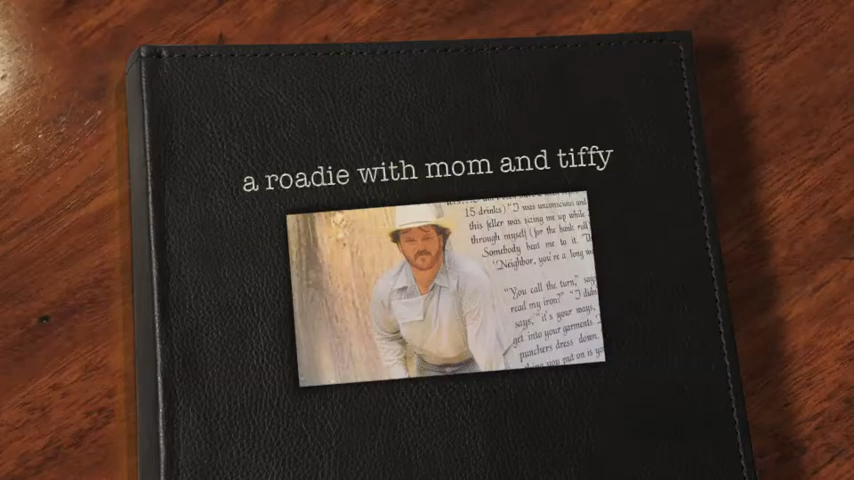 a roadie with mom and tiffy
15 drinks) "I was unconscious and
this feller was sizing me up while
through myself (for the bank roll
Somebody beat me to it.
"Neighbor, you're a long
"You call the turn," say
read my iron?" "I didn
says, "it's your ways,
get into your garments.
punchers dress down.
you put on is